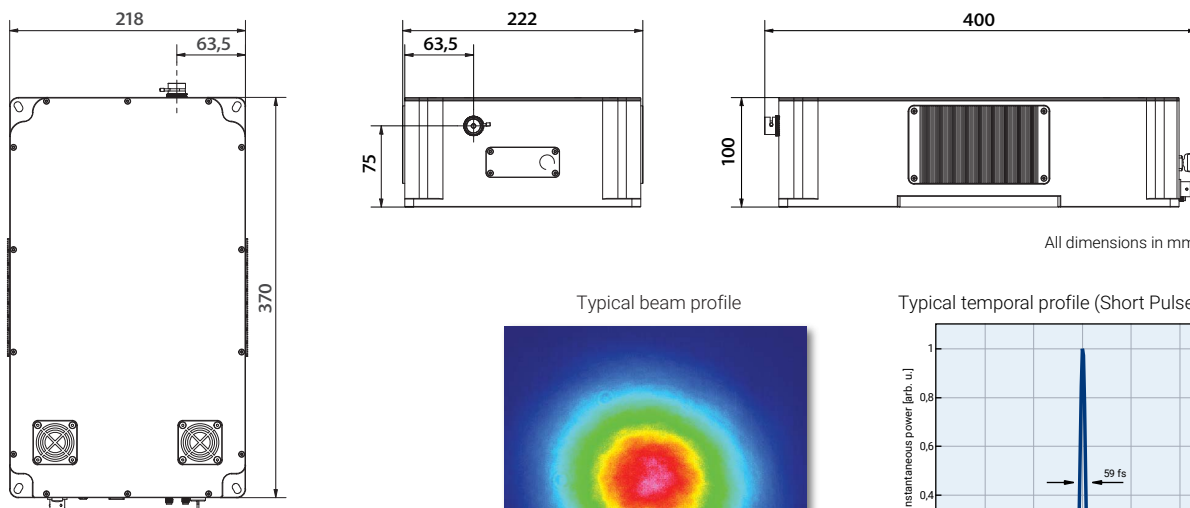 218
63,5
370
222
63,5
75
400
100
All dimensions in mm
Typical beam profile
Typical temporal profile (Short Pulse
nstantaneous power [arb. u.]
1
0,8
0,6
0,4
59 fs